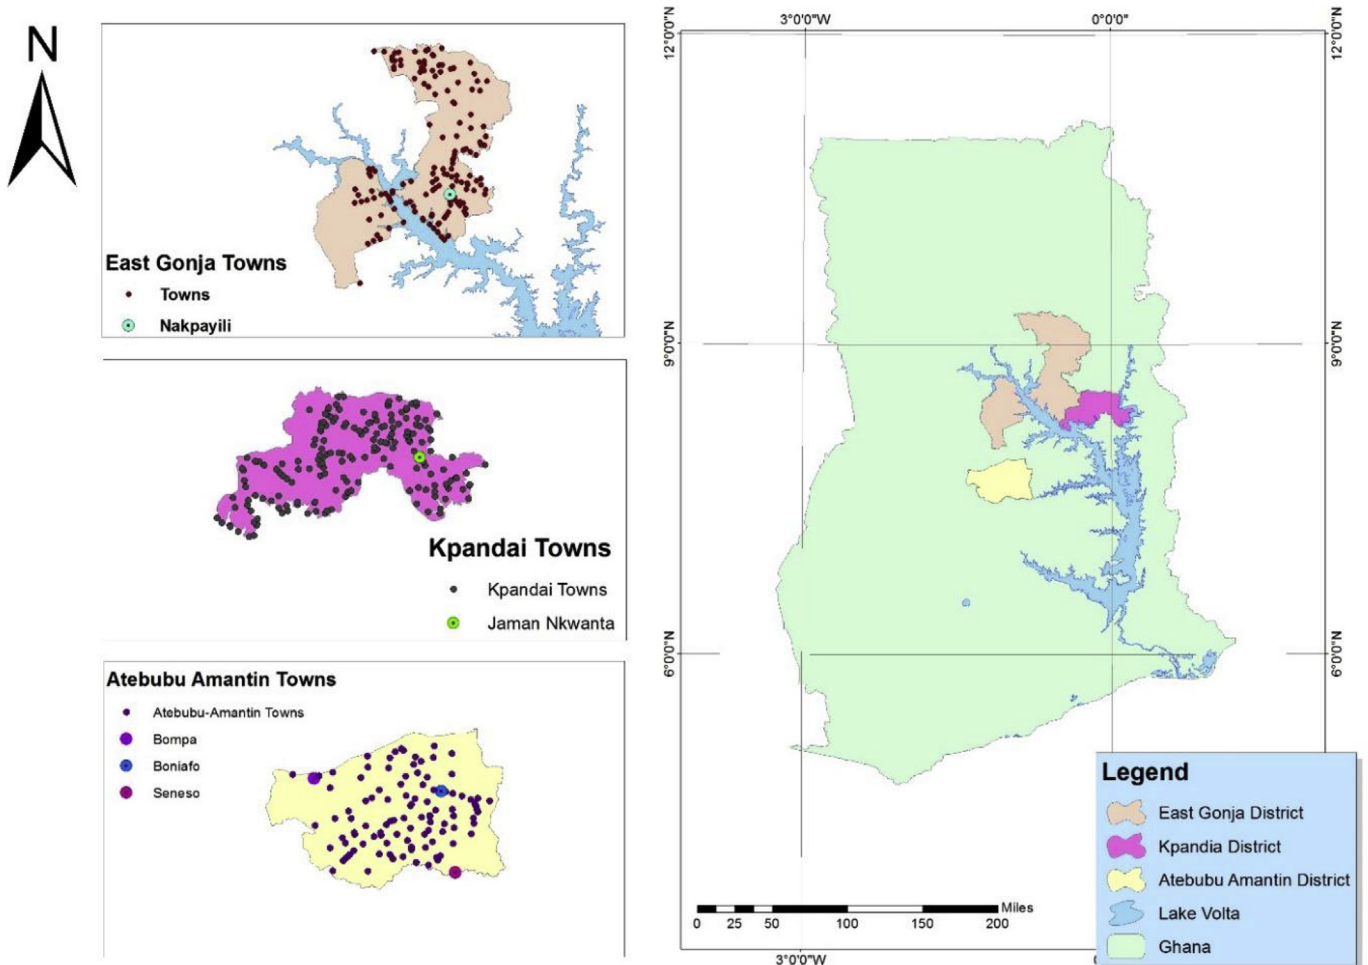 N
East Gonja Towns
Towns
Nakpayili
Kpandai Towns
Kpandai Towns
Jaman Nkwanta
Atebubu Amantin Towns
Atebubu-Amantin Towns
Bompa
Boniafo
Seneso
3°0'0"W
0°0'0"
12°0'0"N
12°0'0"N
9°0'0"N
9°0'0"N
6°0'0"N
6°0'0"N
Legend
East Gonja District
Kpandia District
Atebubu Amantin District
Lake Volta
Ghana
Miles
0 25 50 100 150 200
3°0'0"W